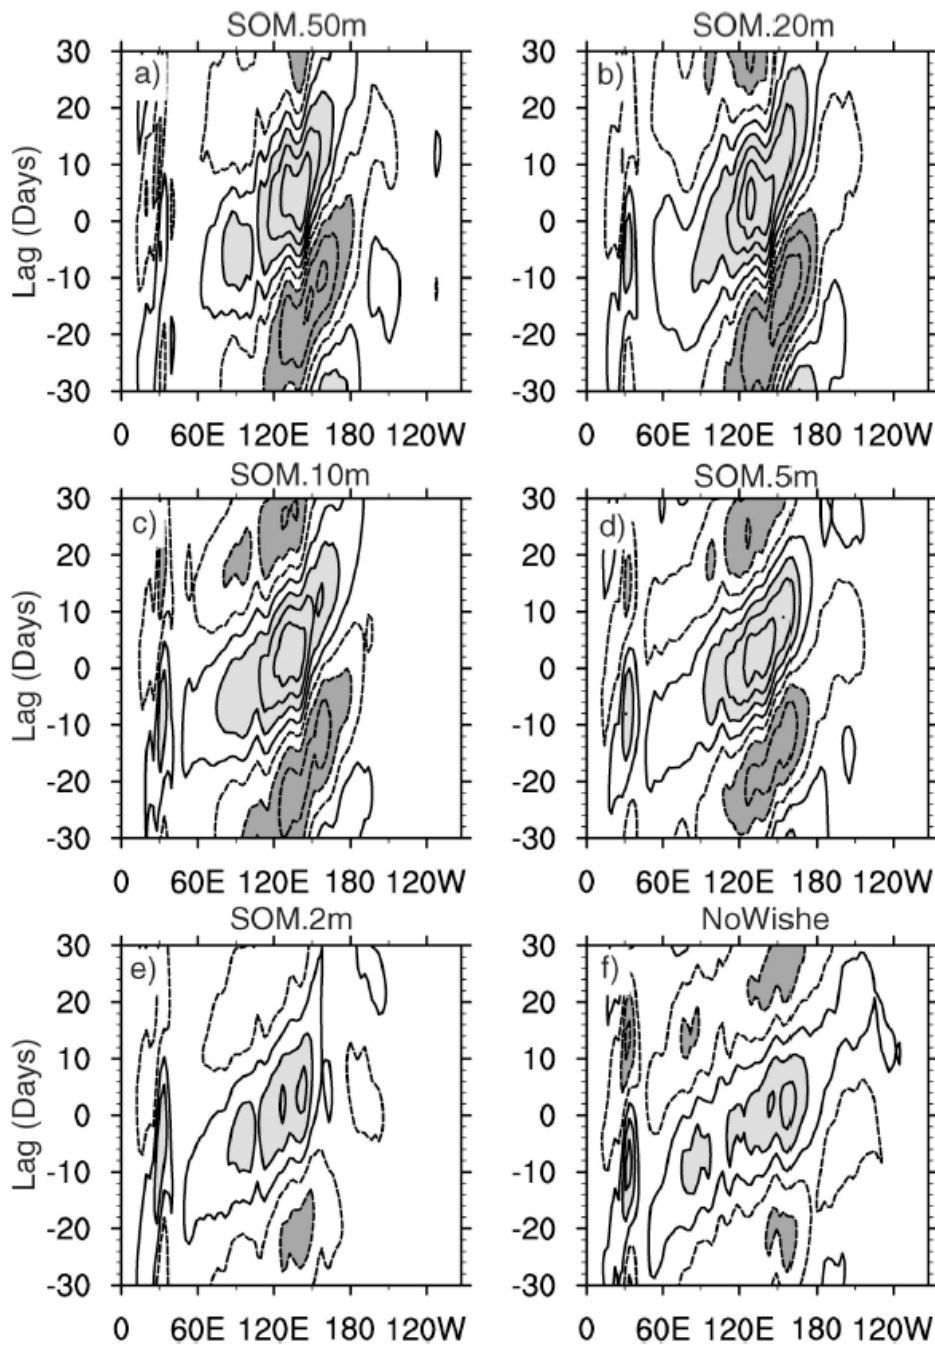 SOM.50m SOM.20m
30 a) 30 b)
20 20
10 10
0 0
-10 -10
-20 -20
-30 -30
Lag (Days)
0 60E 120E 180 120W 0 60E 120E 180 120W
SOM.10m SOM.5m
30 c) 30 d)
20 20
10 10
0 0
-10 -10
-20 -20
-30 -30
Lag (Days)
0 60E 120E 180 120W 0 60E 120E 180 120W
SOM.2m NoWishe
30 e) 30 f)
20 20
10 10
0 0
-10 -10
-20 -20
-30 -30
Lag (Days)
0 60E 120E 180 120W 0 60E 120E 180 120W